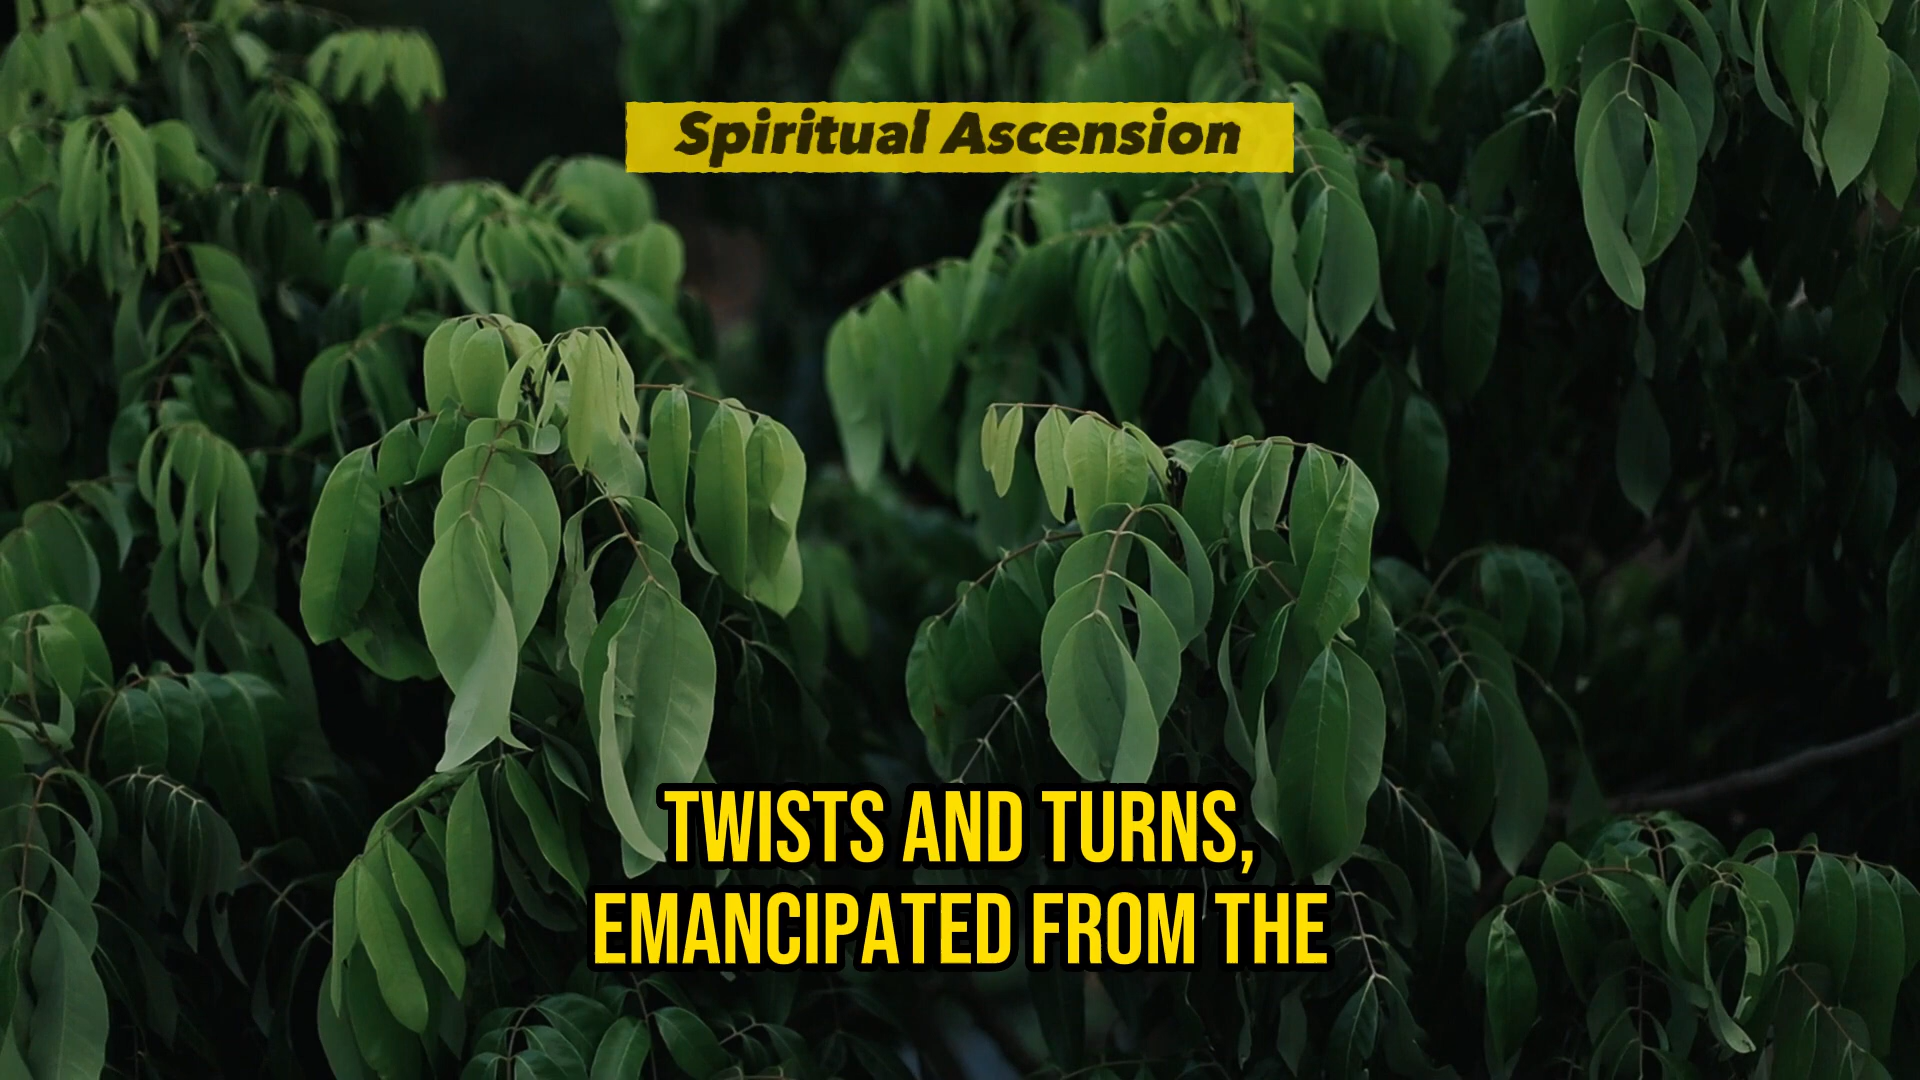 Spiritual Ascension
TWISTS AND TURNS,
EMANCIPATED FROM THE